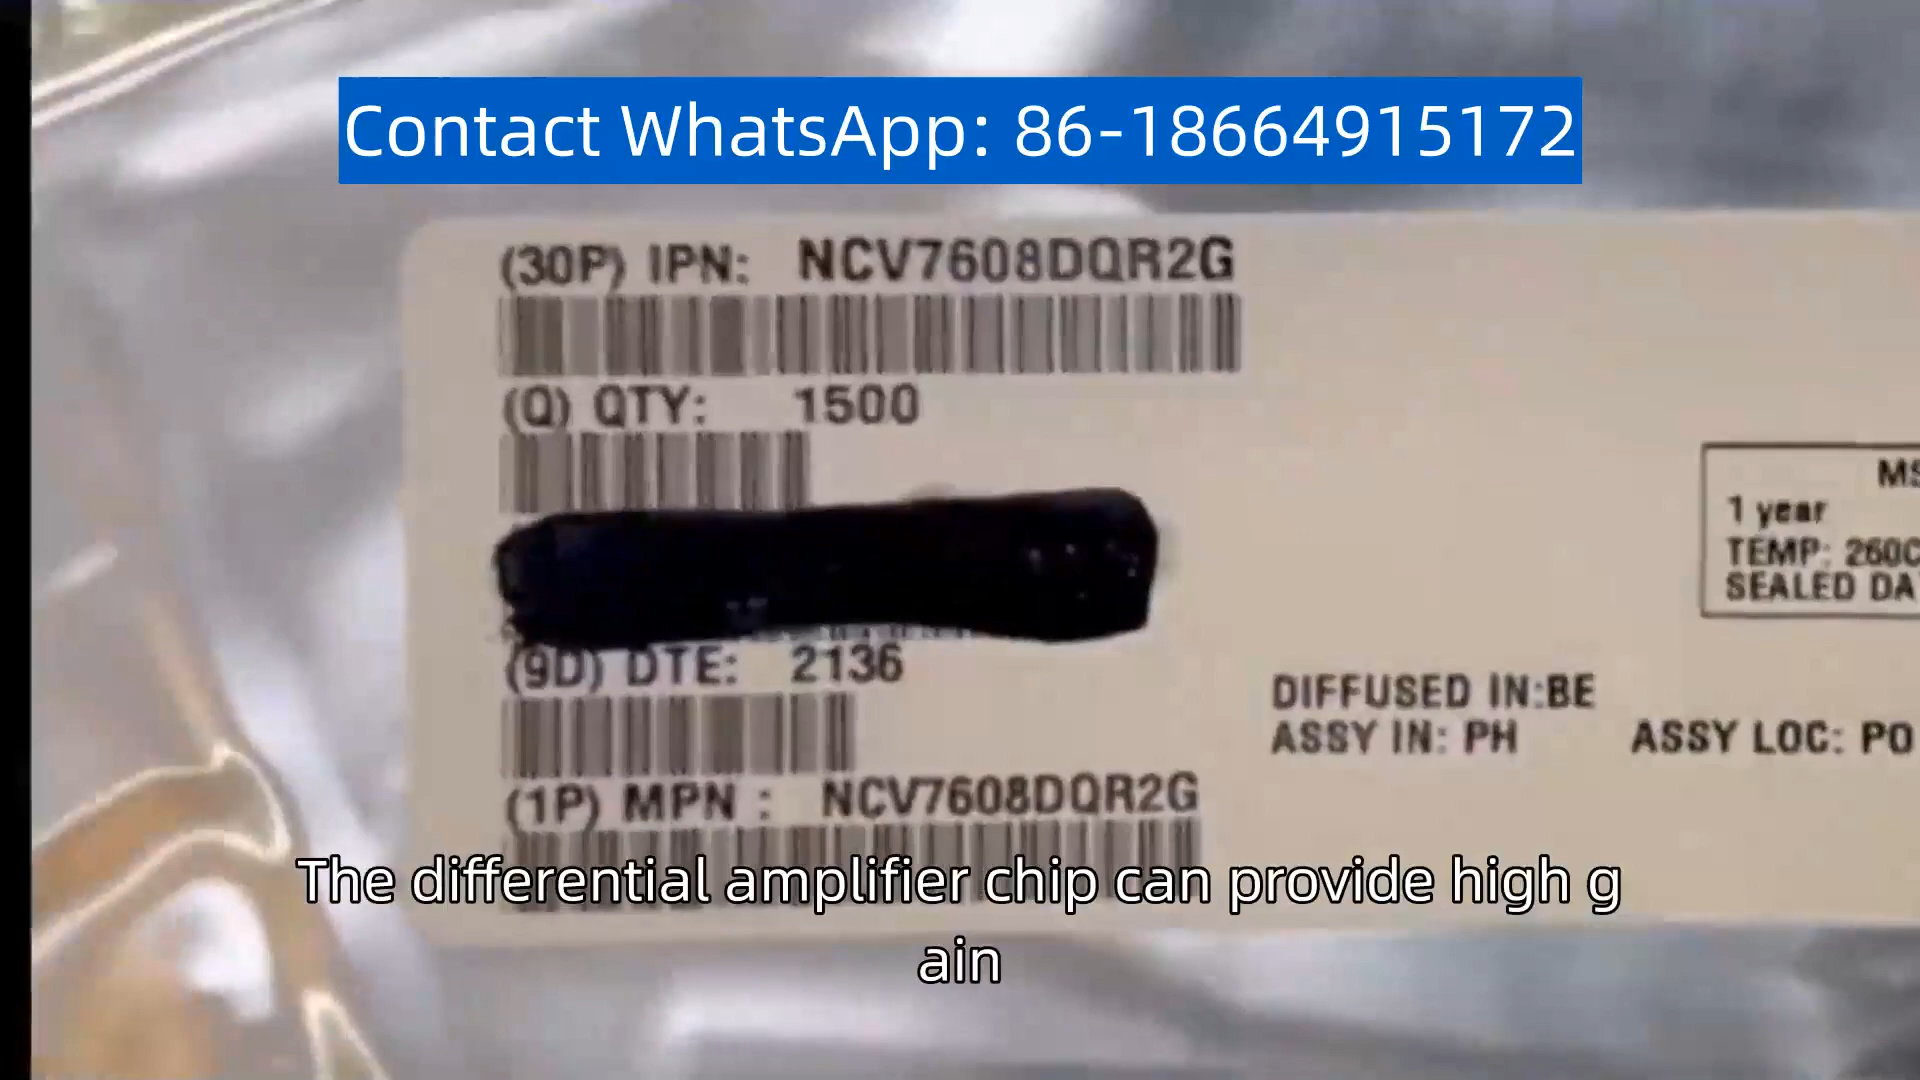 Contact WhatsApp: 86-18664915172
(30P) IPN: NCV7608DQR2G
(Q) QTY: 1500
MS
1 year
TEMP: 260C
SEALED DA
(9D) DTE: 2136
DIFFUSED IN:BE
ASSY IN: PH ASSY LOC: PO
(1P) MPN : NCV7608DQR2G
The differential amplifier chip can provide high g
ain